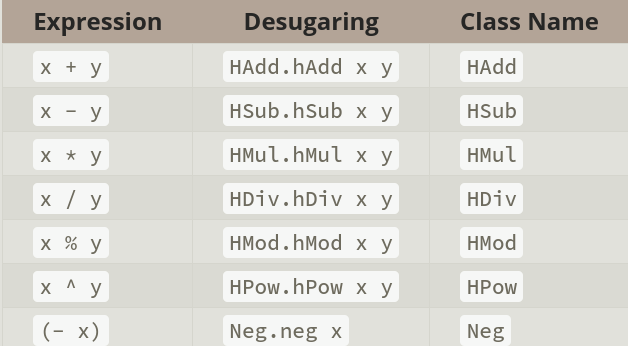 Expression Desugaring Class Name
x + y HAdd.hAdd x y HAdd
x - y HSub.hSub x y HSub
x * y HMul.hMul x y HMul
x / y HDiv.hDiv x y HDiv
x % y HMod.hMod x y HMod
x ^ y HPow.hPow x y HPow
(- x) Neg.neg x Neg